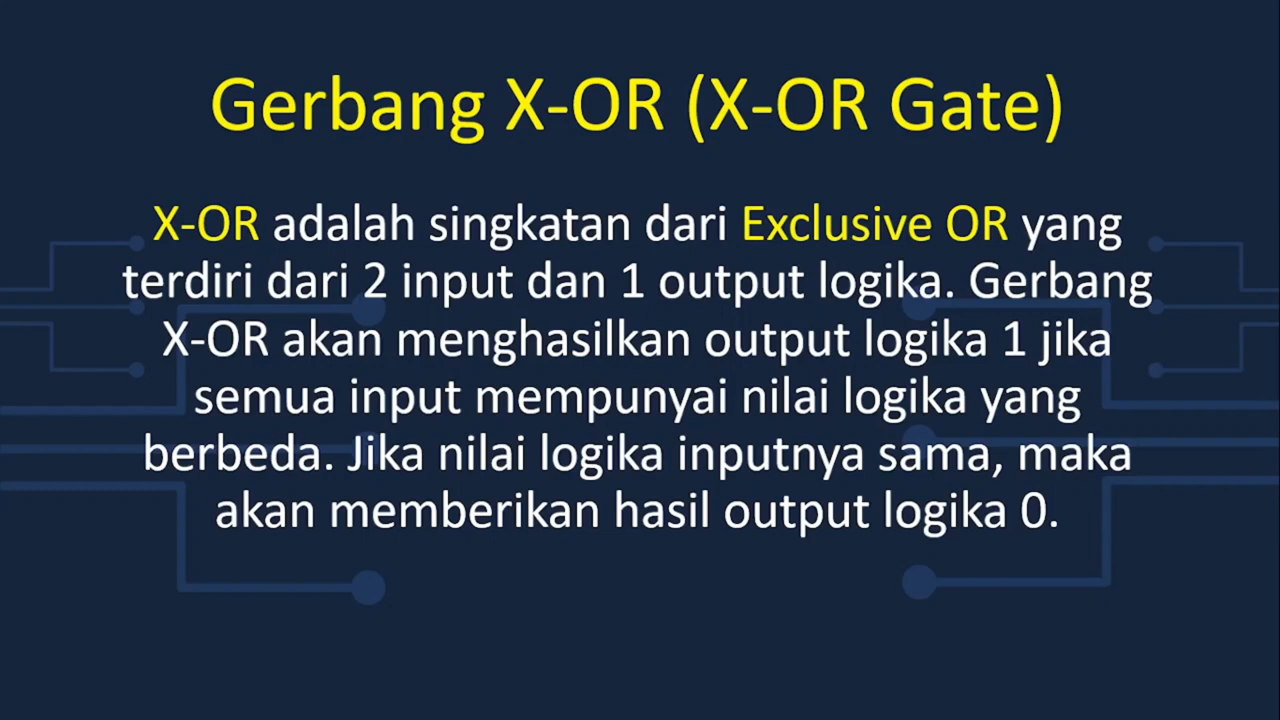 Gerbang X-OR (X-OR Gate)
X-OR adalah singkatan dari Exclusive OR yang
terdiri dari 2 input dan 1 output logika. Gerbang
X-OR akan menghasilkan output logika 1 jika
semua input mempunyai nilai logika yang
berbeda. Jika nilai logika inputnya sama, maka
akan memberikan hasil output logika 0.